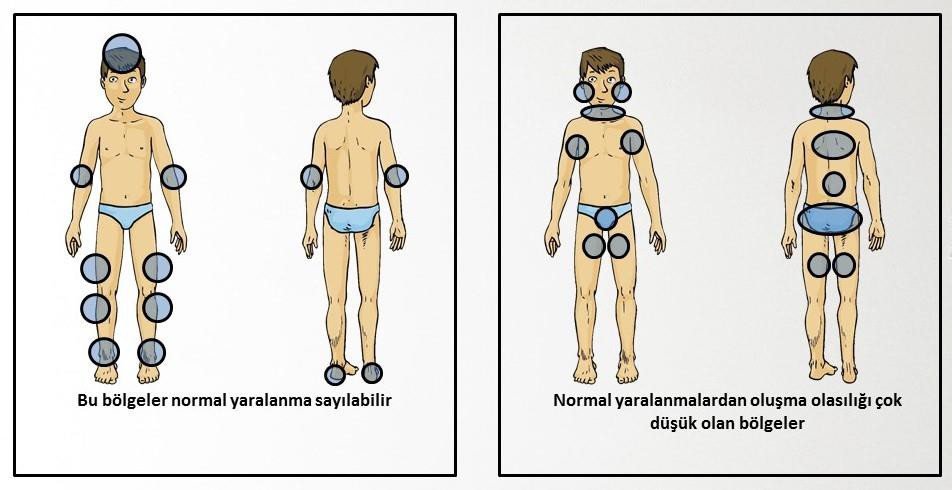 Bu bölgeler normal yaralanma sayılabilir
Normal yaralanmalardan oluşma olasılığı çok
düşük olan bölgeler